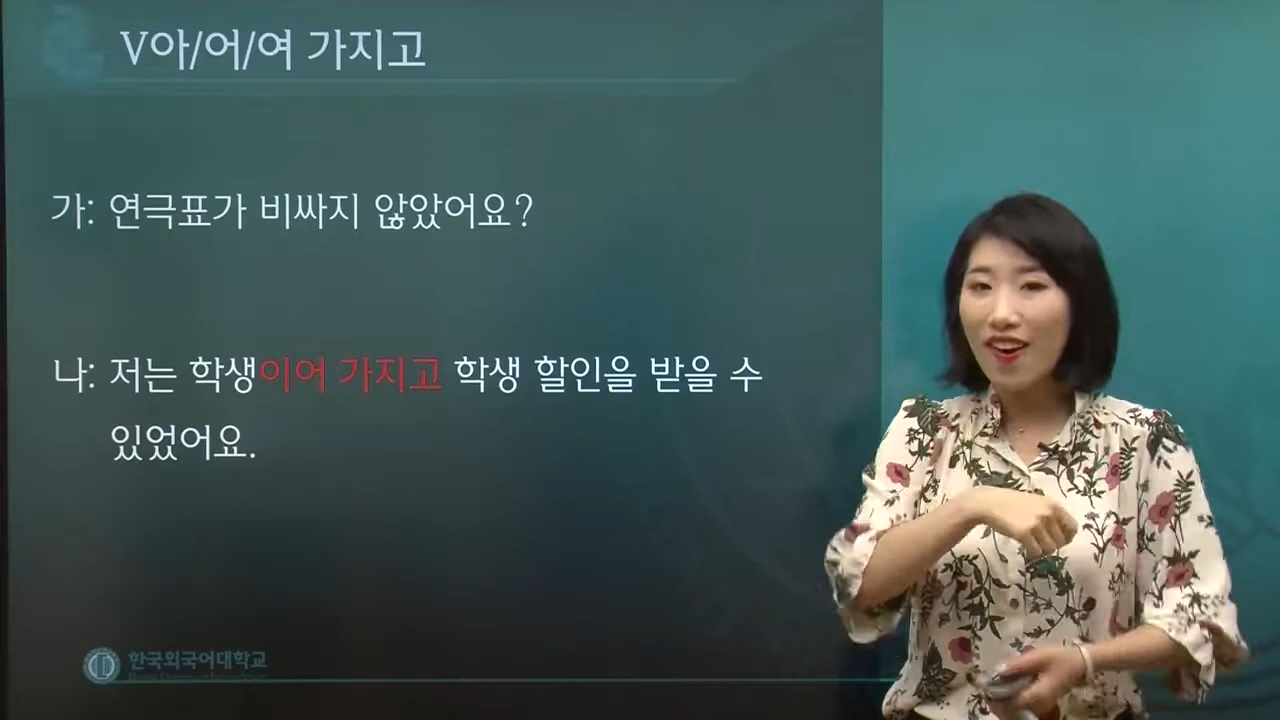 V아/어/여 가지고
가: 연극표가 비싸지 않았어요?
나: 저는 학생이어 가지고 학생 할인을 받을 수
있었어요.
한국외국어대학교